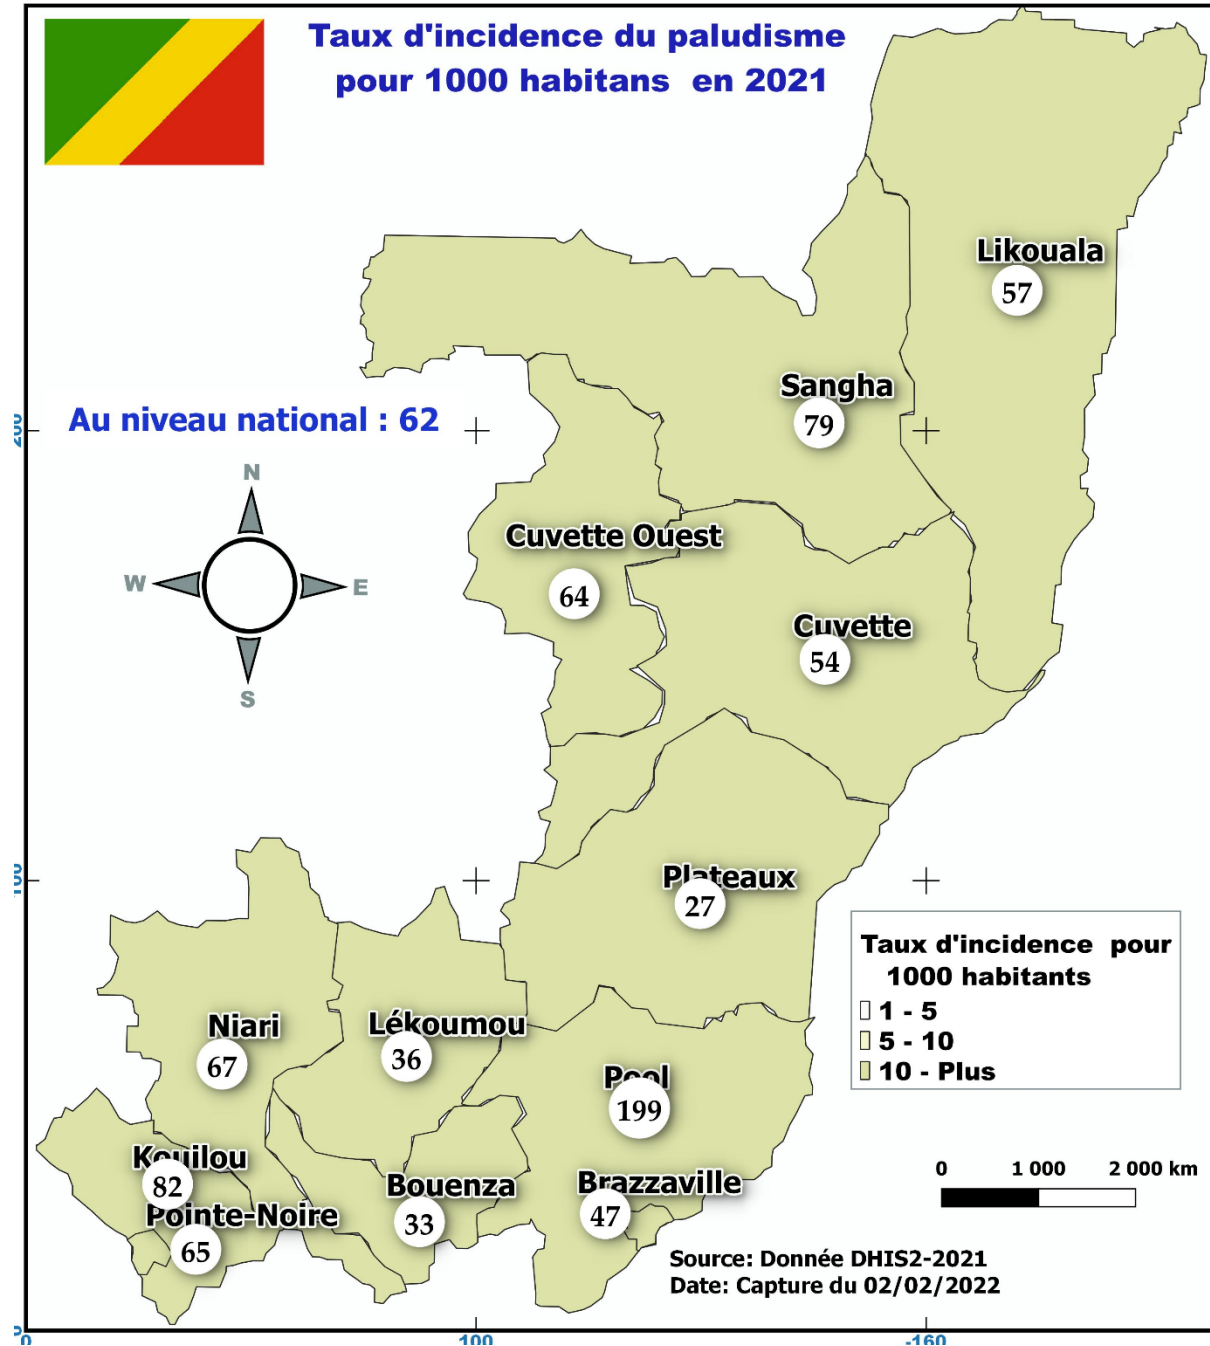 Taux d'incidence du paludisme
pour 1000 habitans en 2021
Likouala
57
Sangha
79
Au niveau national : 62
200
N
W
E
S
Cuvette Ouest
64
Cuvette
54
Plateaux
27
100
Taux d'incidence pour
1000 habitants
1 - 5
5 - 10
10 - Plus
Niari
67
Lékoumou
36
Pool
199
Kouilou
82
Bouenza
33
Brazzaville
47
Pointe-Noire
65
0 1 000 2 000 km
Source: Donnée DHIS2-2021
Date: Capture du 02/02/2022
0
0 100 -160